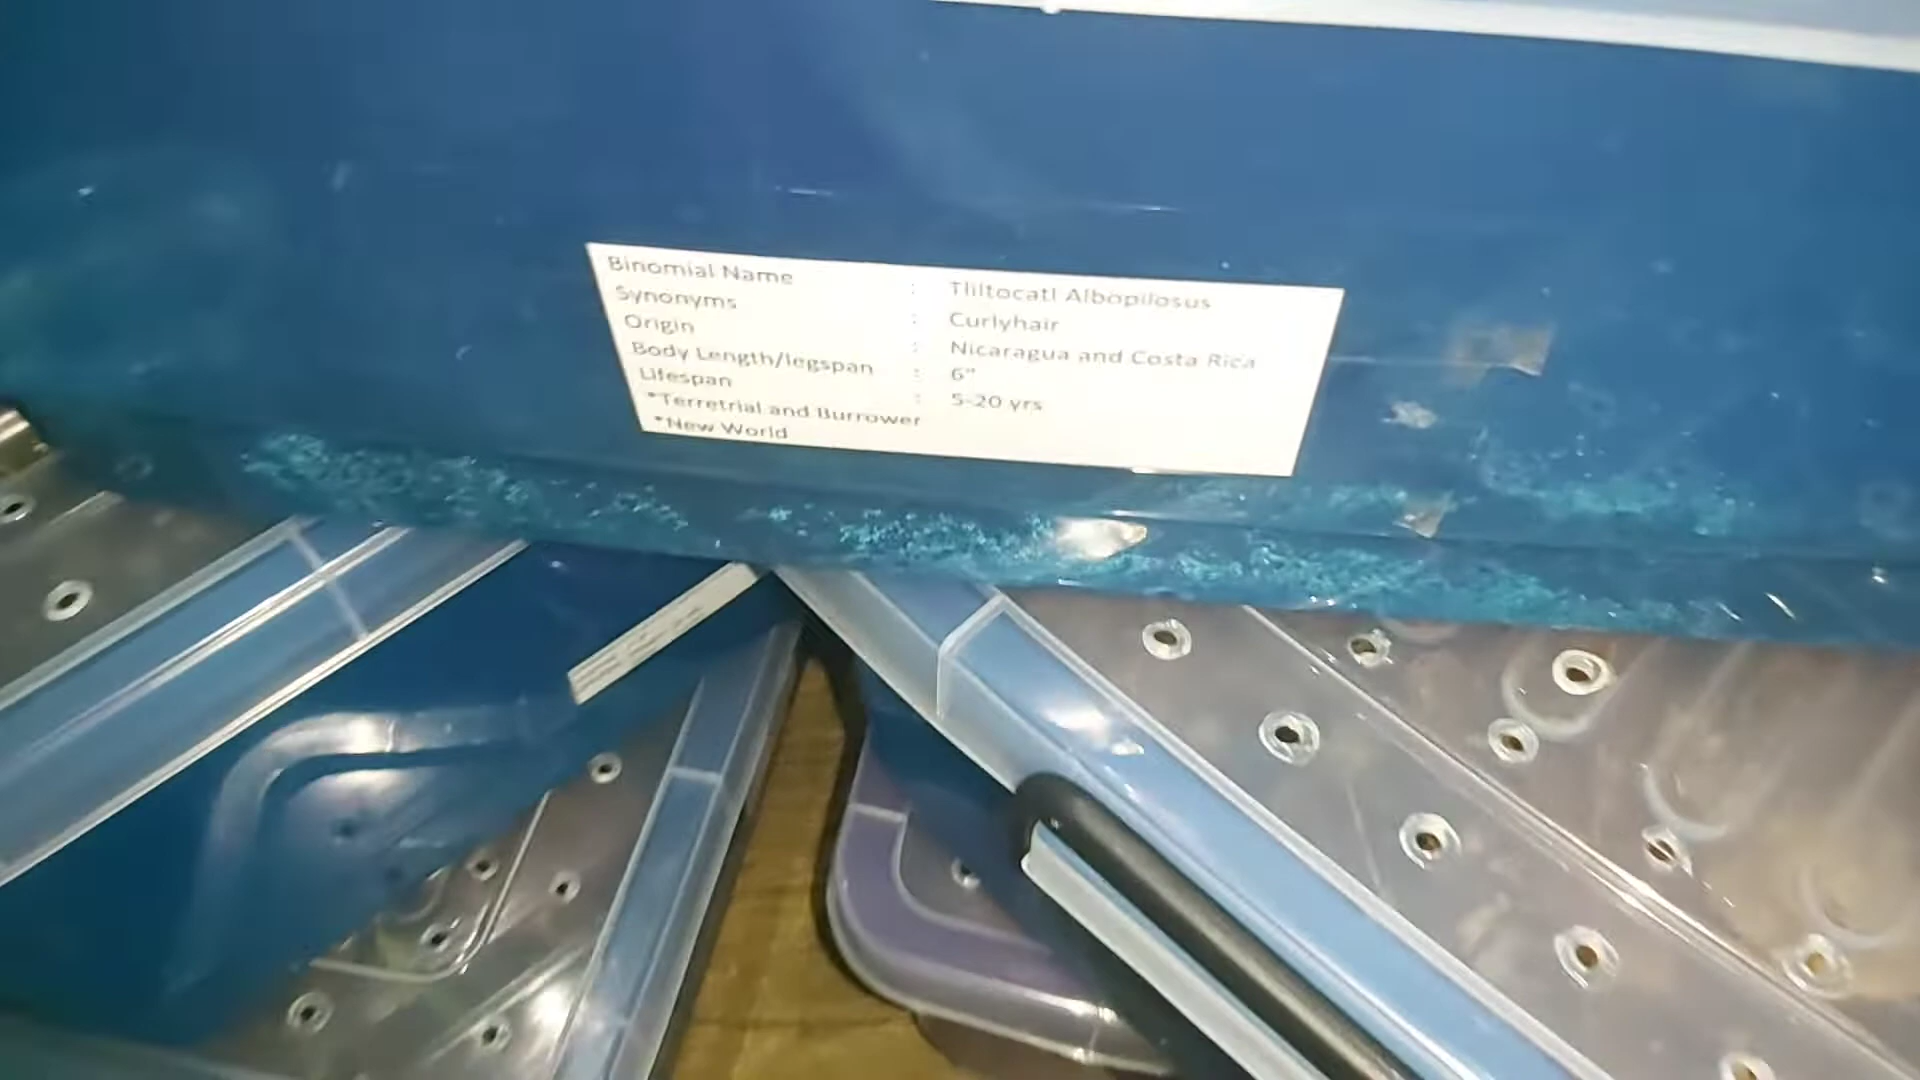 Binomial Name : Tliltocatl Albopilosus
Synonyms : Curlyhair
Origin : Nicaragua and Costa Rica
Body Length/legspan : 6"
Lifespan : 5-20 yrs
*Terretrial and Burrower
*New World